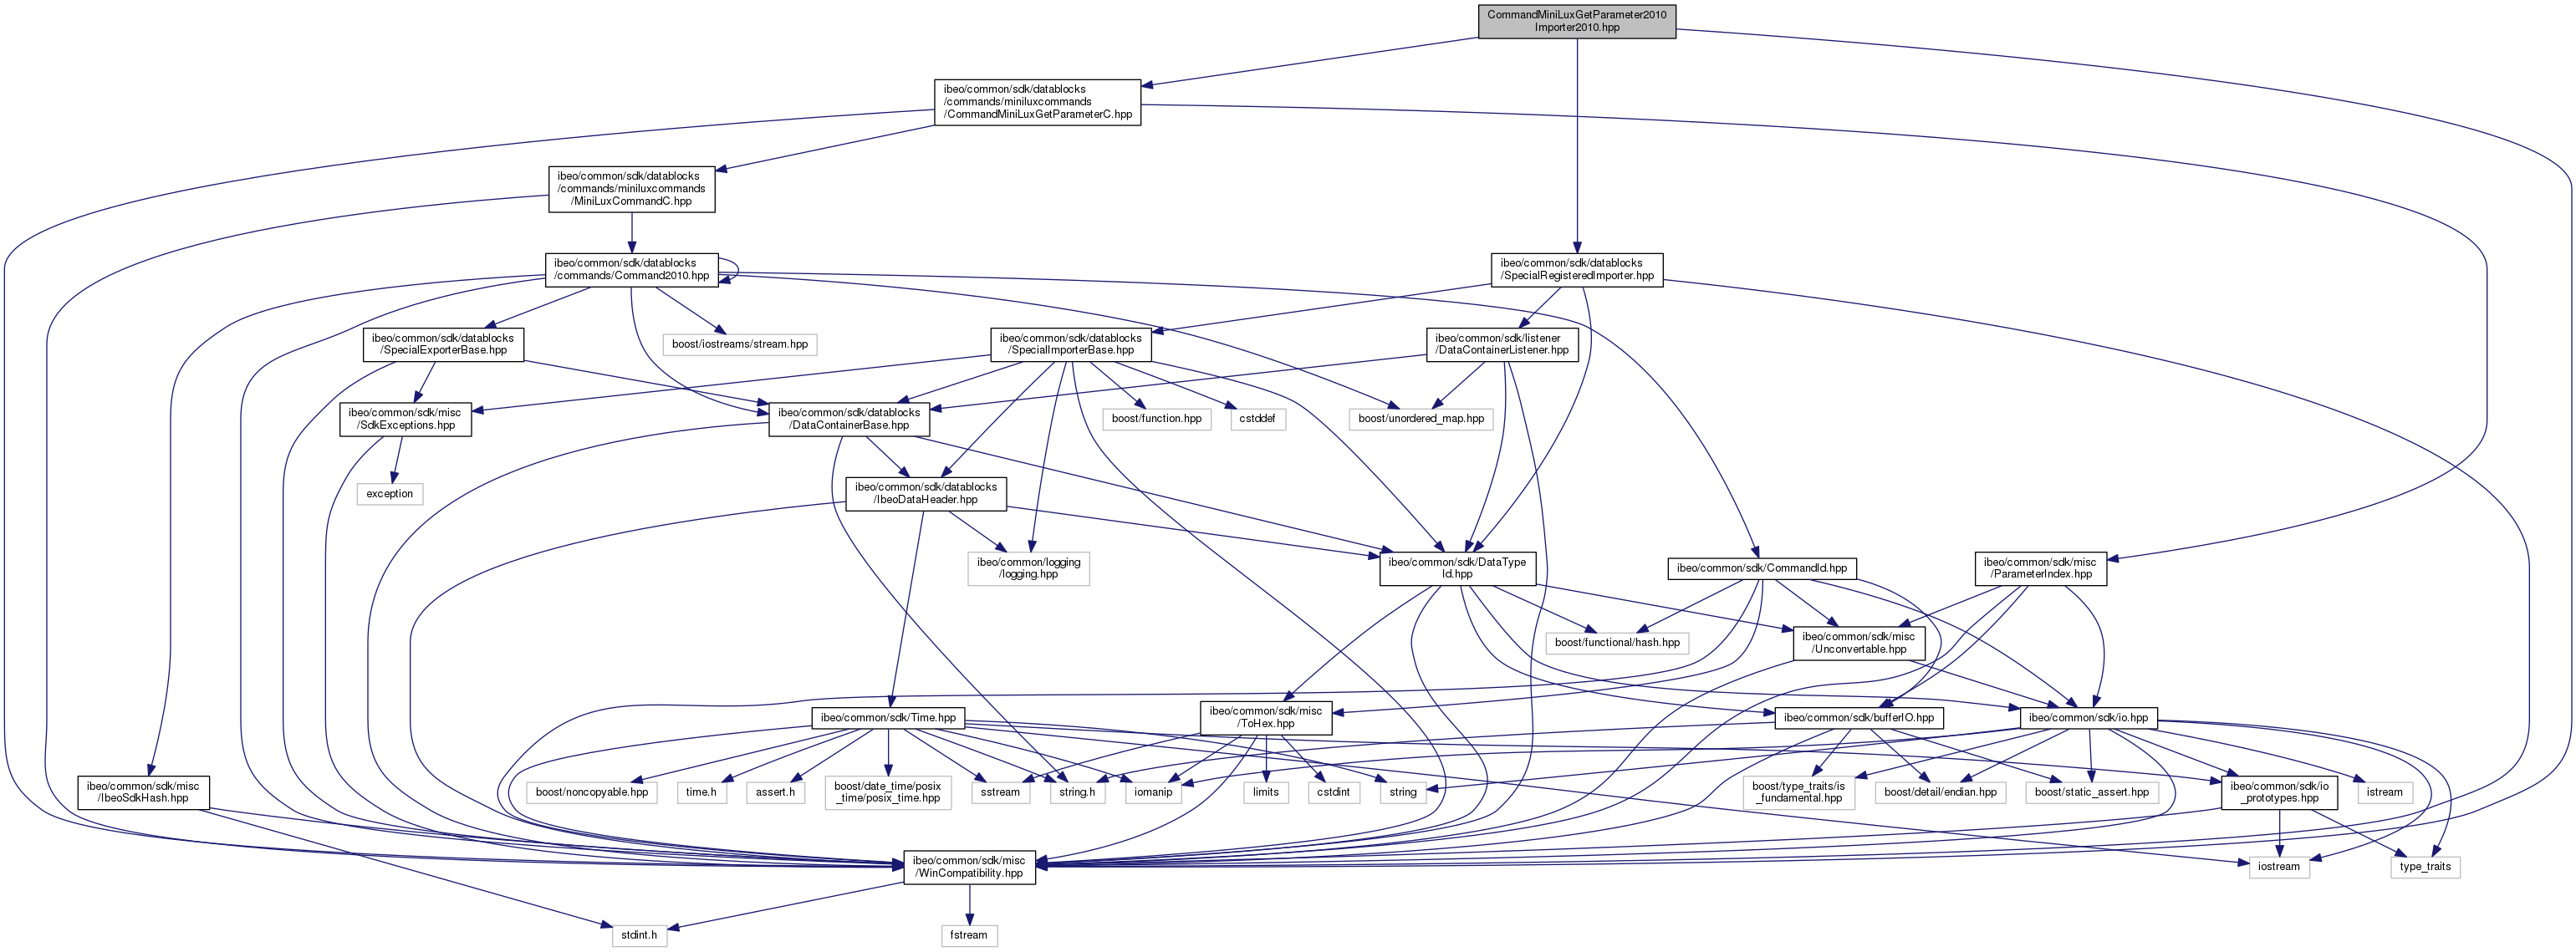 CommandMiniLuxGetParameter2010
Importer2010.hpp
ibeo/common/sdk/datablocks
/commands/miniluxcommands
/CommandMiniLuxGetParameterC.hpp
ibeo/common/sdk/datablocks
/commands/miniluxcommands
/MiniLuxCommandC.hpp
ibeo/common/sdk/datablocks
/commands/Command2010.hpp
ibeo/common/sdk/datablocks
/SpecialRegisteredImporter.hpp
ibeo/common/sdk/datablocks
/SpecialExporterBase.hpp
boost/iostreams/stream.hpp
ibeo/common/sdk/datablocks
/SpecialImporterBase.hpp
ibeo/common/sdk/listener
/DataContainerListener.hpp
ibeo/common/sdk/misc
/SdkExceptions.hpp
ibeo/common/sdk/datablocks
/DataContainerBase.hpp
boost/function.hpp
cstddef
boost/unordered_map.hpp
exception
ibeo/common/sdk/datablocks
/IbeoDataHeader.hpp
ibeo/common/logging
/logging.hpp
ibeo/common/sdk/DataType
Id.hpp
ibeo/common/sdk/CommandId.hpp
ibeo/common/sdk/misc
/ParameterIndex.hpp
boost/functional/hash.hpp
ibeo/common/sdk/misc
/Unconvertable.hpp
ibeo/common/sdk/Time.hpp
ibeo/common/sdk/misc
/ToHex.hpp
ibeo/common/sdk/bufferIO.hpp
ibeo/common/sdk/io.hpp
ibeo/common/sdk/misc
/IbeoSdkHash.hpp
boost/noncopyable.hpp
time.h
assert.h
boost/date_time/posix
_time/posix_time.hpp
sstream
string.h
iomanip
limits
cstdint
string
boost/type_traits/is
_fundamental.hpp
boost/detail/endian.hpp
boost/static_assert.hpp
ibeo/common/sdk/io
_prototypes.hpp
istream
ibeo/common/sdk/misc
/WinCompatibility.hpp
iostream
type_traits
stdint.h
fstream